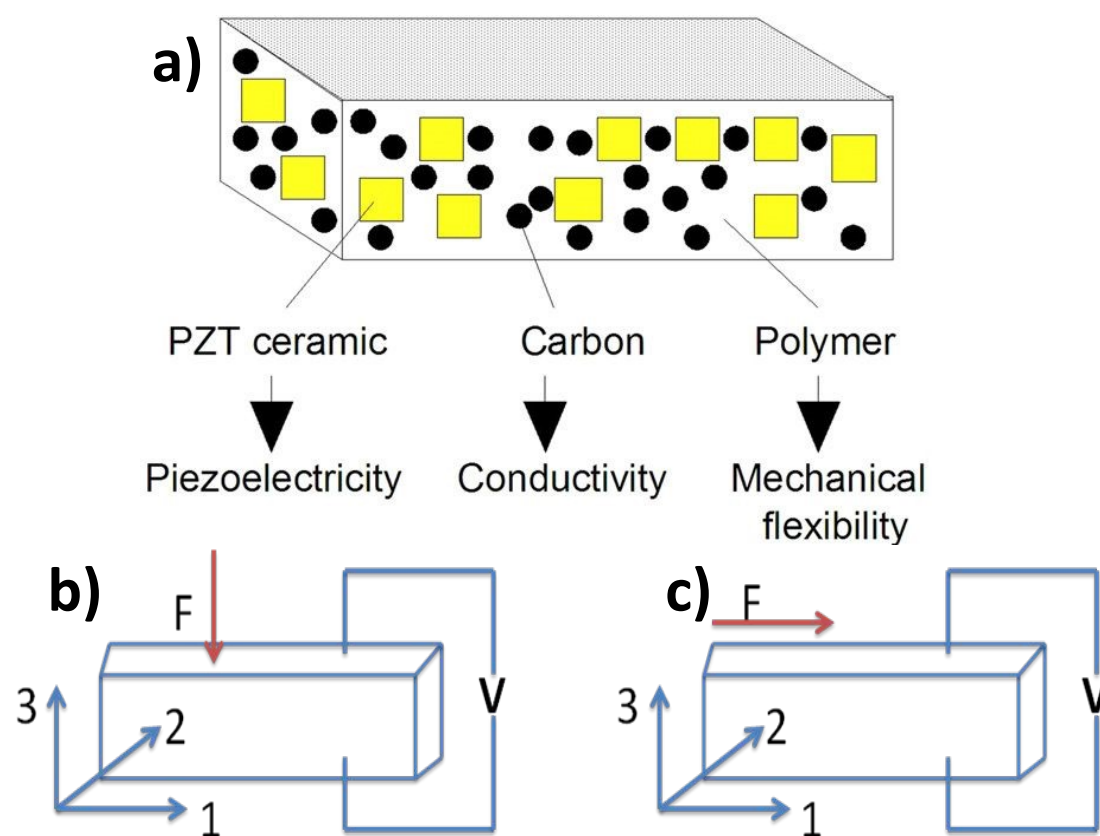 a)
PZT ceramic Carbon Polymer
Piezoelectricity Conductivity Mechanical
flexibility
b) c)
F F
3 2 V 3 2 V
1 1